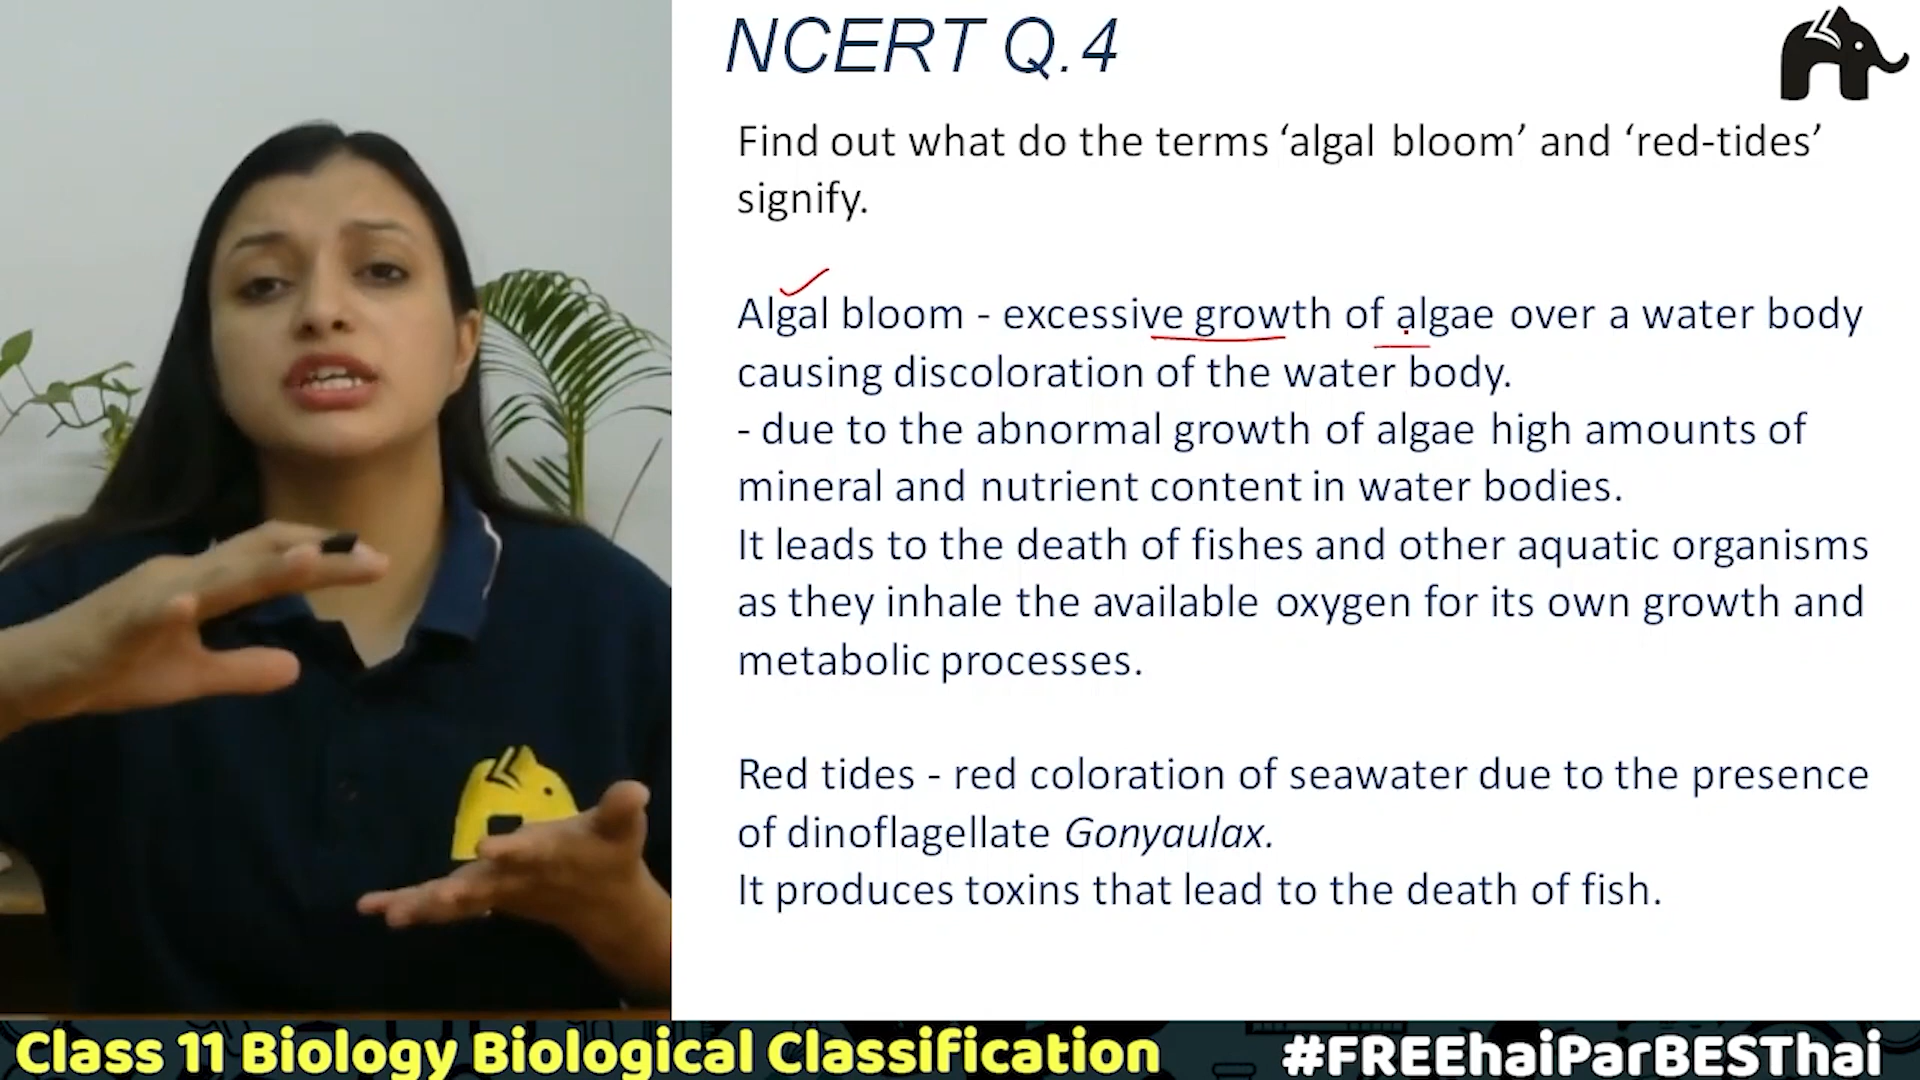 NCERT Q.4
Find out what do the terms ‘algal bloom’ and ‘red-tides’
signify.
Algal bloom - excessive growth of algae over a water body
causing discoloration of the water body.
- due to the abnormal growth of algae high amounts of
mineral and nutrient content in water bodies.
It leads to the death of fishes and other aquatic organisms
as they inhale the available oxygen for its own growth and
metabolic processes.
Red tides - red coloration of seawater due to the presence
of dinoflagellate Gonyaulax.
It produces toxins that lead to the death of fish.
Class 11 Biology Biological Classification
#FREEhaiParBESThai